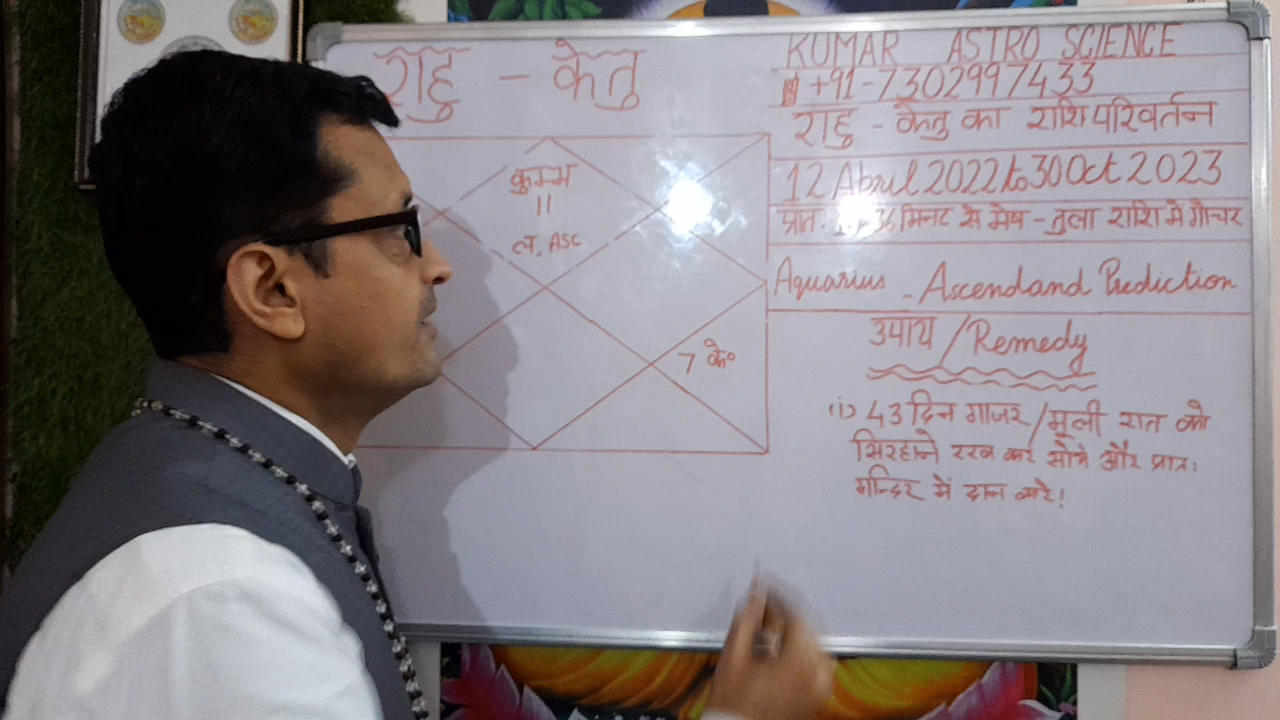 राहु - केतु
कुम्भ
11
ल, ASC
7 के॰
KUMAR ASTRO SCIENCE
+91-7302997433
राहु - केतु का राशि परिवर्तन
12 Abril 2022 to 30 Oct 2023
प्रात: 36 मिनट से मेष - तुला राशि मे गोचर
Aquarius - Ascendand Prediction
उपाय / Remedy
(i) 43 दिन गाजर / मूली रात को
सिरहाने रख कर सोये और प्रात:
मन्दिर में दान करे!